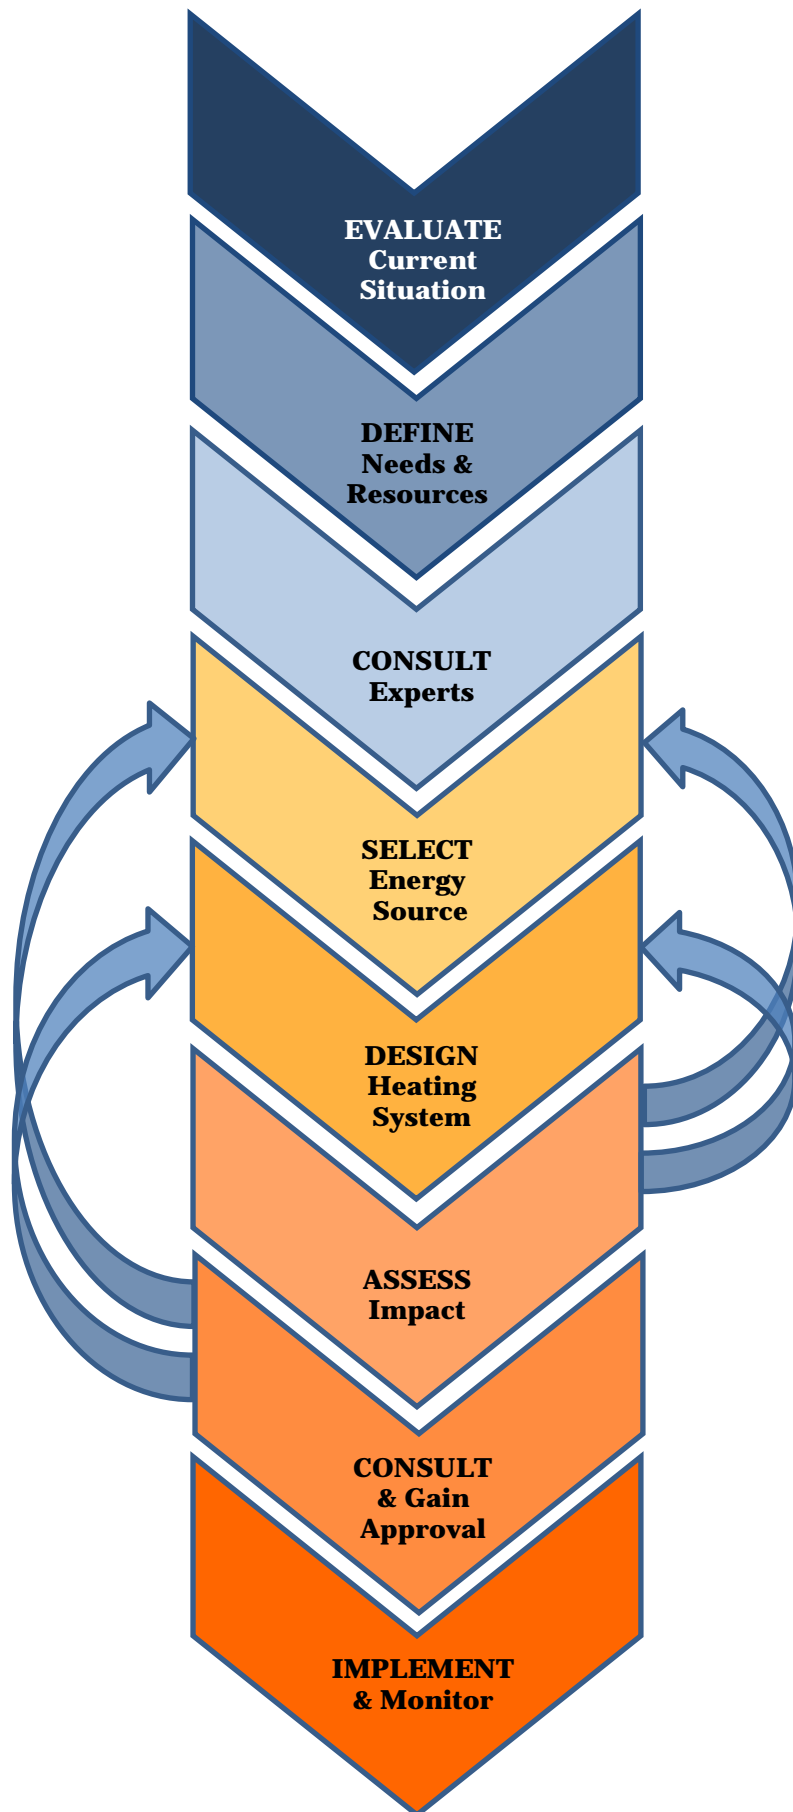 EVALUATE
Current
Situation
DEFINE
Needs &
Resources
CONSULT
Experts
SELECT
Energy
Source
DESIGN
Heating
System
ASSESS
Impact
CONSULT
& Gain
Approval
IMPLEMENT
& Monitor